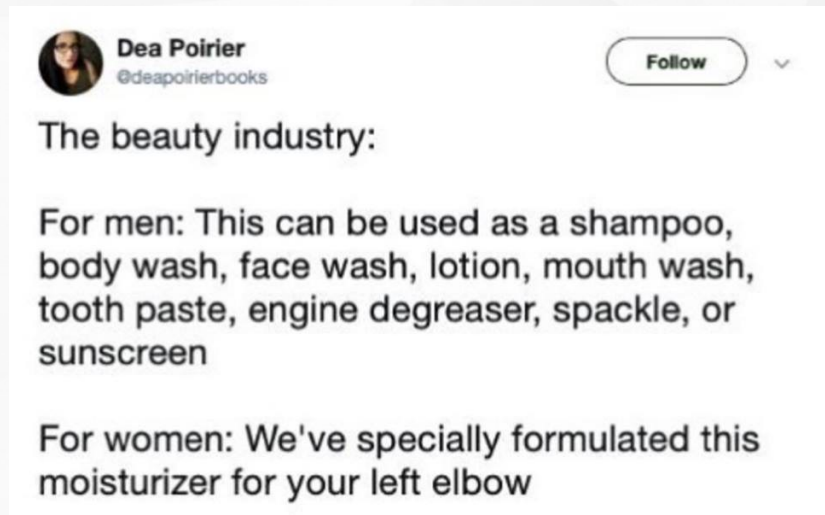 Dea Poirier
@deapoirierbooks
Follow
The beauty industry:
For men: This can be used as a shampoo,
body wash, face wash, lotion, mouth wash,
tooth paste, engine degreaser, spackle, or
sunscreen
For women: We've specially formulated this
moisturizer for your left elbow